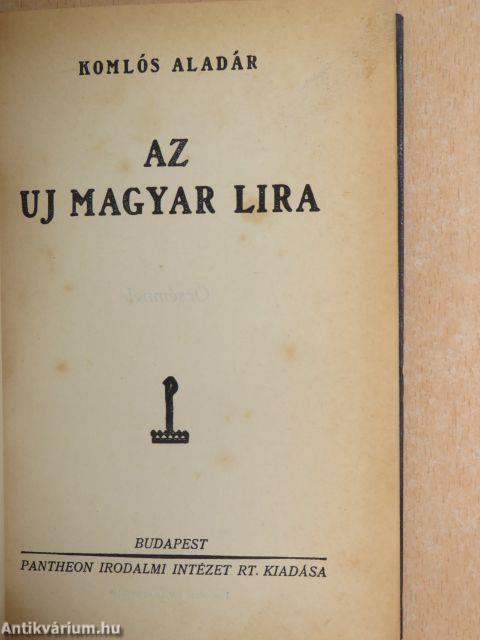 KOMLÓS ALADÁR
AZ
UJ MAGYAR LIRA
BUDAPEST
PANTHEON IRODALMI INTÉZET RT. KIADÁSA
Antikvárium.hu